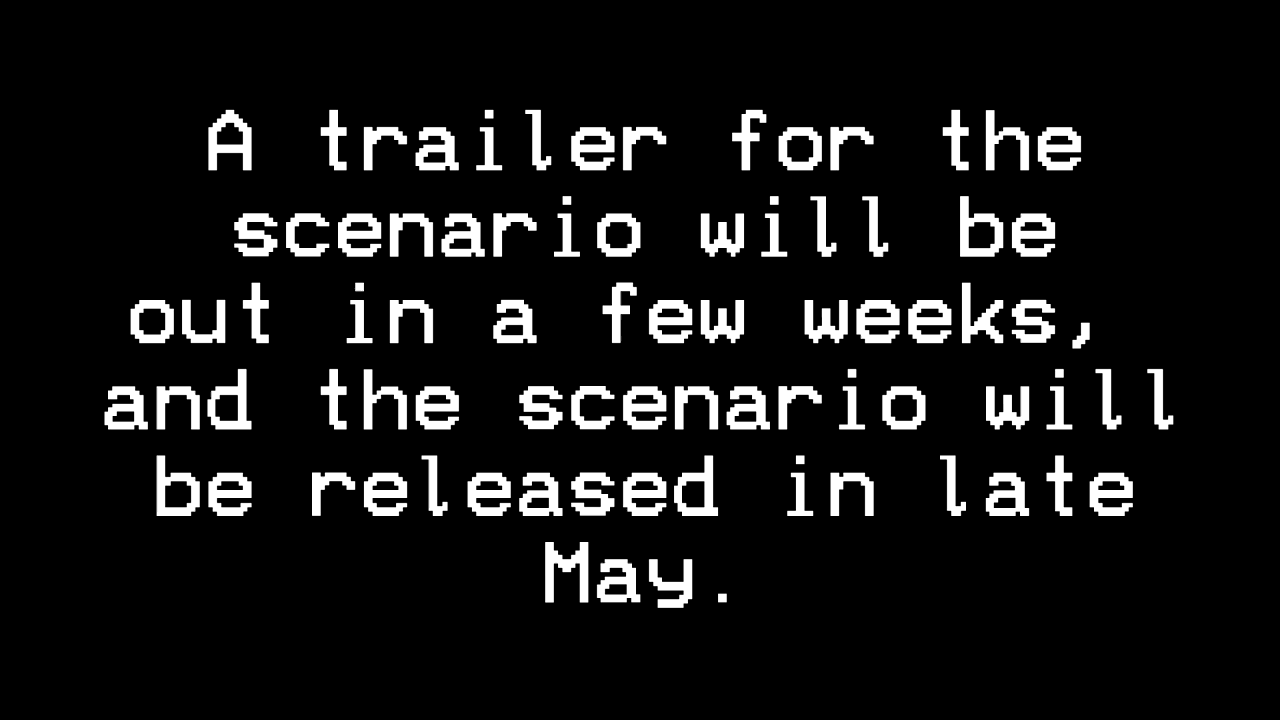 A trailer for the
scenario will be
out in a few weeks,
and the scenario will
be released in late
May.